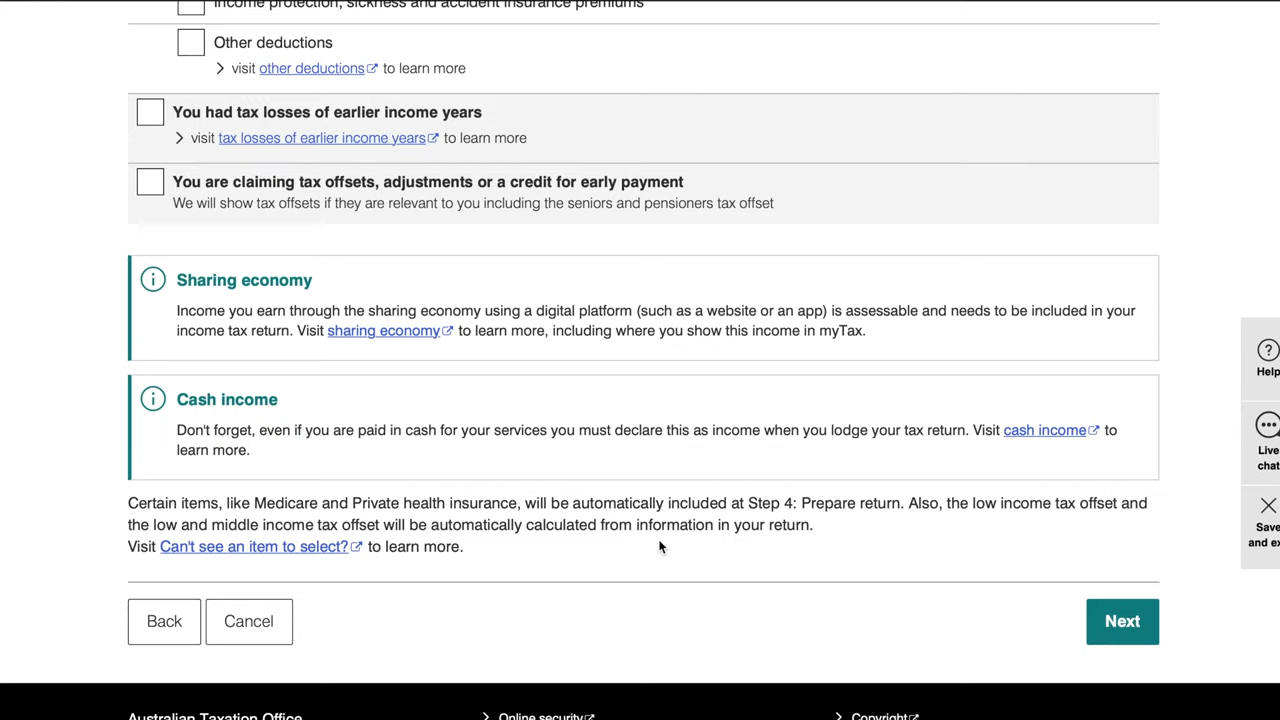 Income protection, sickness and accident insurance premiums
Other deductions
visit other deductions to learn more
You had tax losses of earlier income years
visit tax losses of earlier income years to learn more
You are claiming tax offsets, adjustments or a credit for early payment
We will show tax offsets if they are relevant to you including the seniors and pensioners tax offset
Sharing economy
Income you earn through the sharing economy using a digital platform (such as a website or an app) is assessable and needs to be included in your
income tax return. Visit sharing economy to learn more, including where you show this income in myTax.
Cash income
Don't forget, even if you are paid in cash for your services you must declare this as income when you lodge your tax return. Visit cash income to
learn more.
Certain items, like Medicare and Private health insurance, will be automatically included at Step 4: Prepare return. Also, the low income tax offset and
the low and middle income tax offset will be automatically calculated from information in your return.
Visit Can't see an item to select? to learn more.
Back
Cancel
Next
Help
Live
chat
Save
and ex
Australian Taxation Office
Online security
Copyright